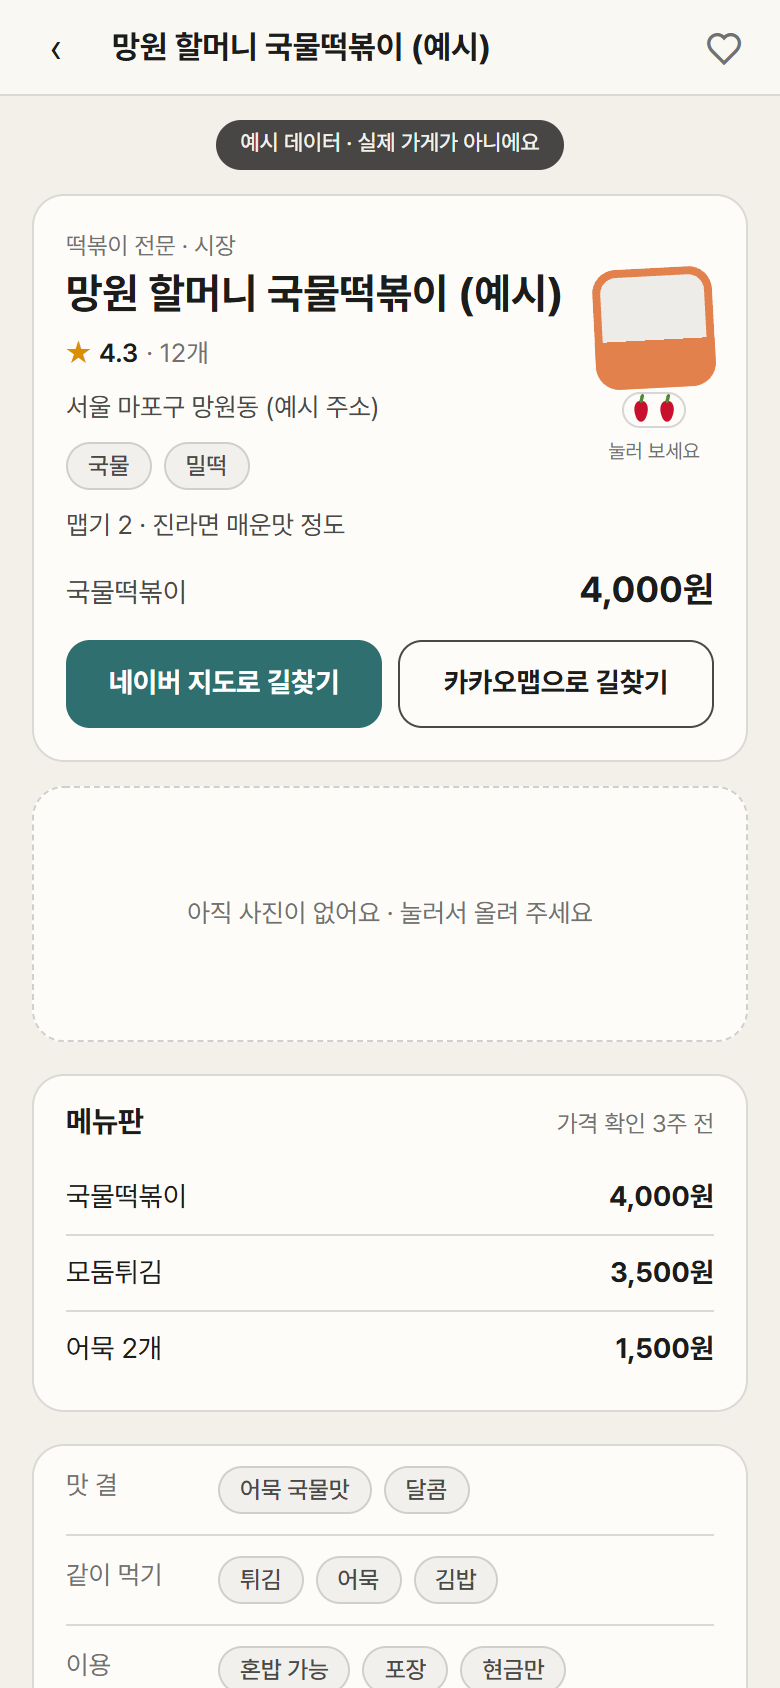 ‹ 망원 할머니 국물떡볶이 (예시)
예시 데이터 · 실제 가게가 아니에요
떡볶이 전문 · 시장
망원 할머니 국물떡볶이 (예시)
★ 4.3 · 12개
서울 마포구 망원동 (예시 주소)
국물 밀떡
눌러 보세요
맵기 2 · 진라면 매운맛 정도
국물떡볶이 4,000원
네이버 지도로 길찾기 카카오맵으로 길찾기
아직 사진이 없어요 · 눌러서 올려 주세요
메뉴판 가격 확인 3주 전
국물떡볶이 4,000원
모둠튀김 3,500원
어묵 2개 1,500원
맛 결 어묵 국물맛 달콤
같이 먹기 튀김 어묵 김밥
이용 혼밥 가능 포장 현금만